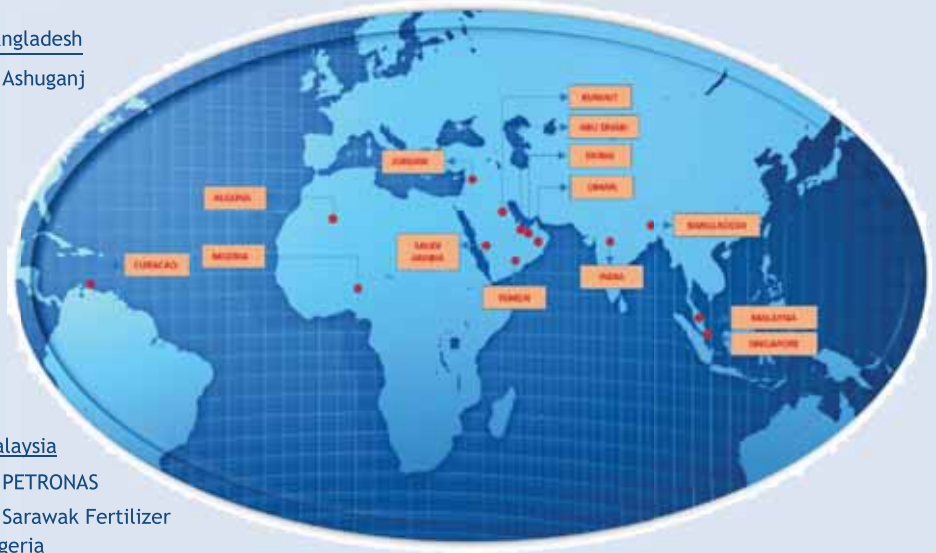 ngladesh
Ashuganj
KUWAIT
ABU DHABI
DUBAI
OMAN
JORDAN
ALGERIA
NIGERIA
CURACAO
SAUDI
ARABIA
YEMEN
INDIA
BANGLADESH
MALAYSIA
SINGAPORE
alaysia
PETRONAS
Sarawak Fertilizer
geria